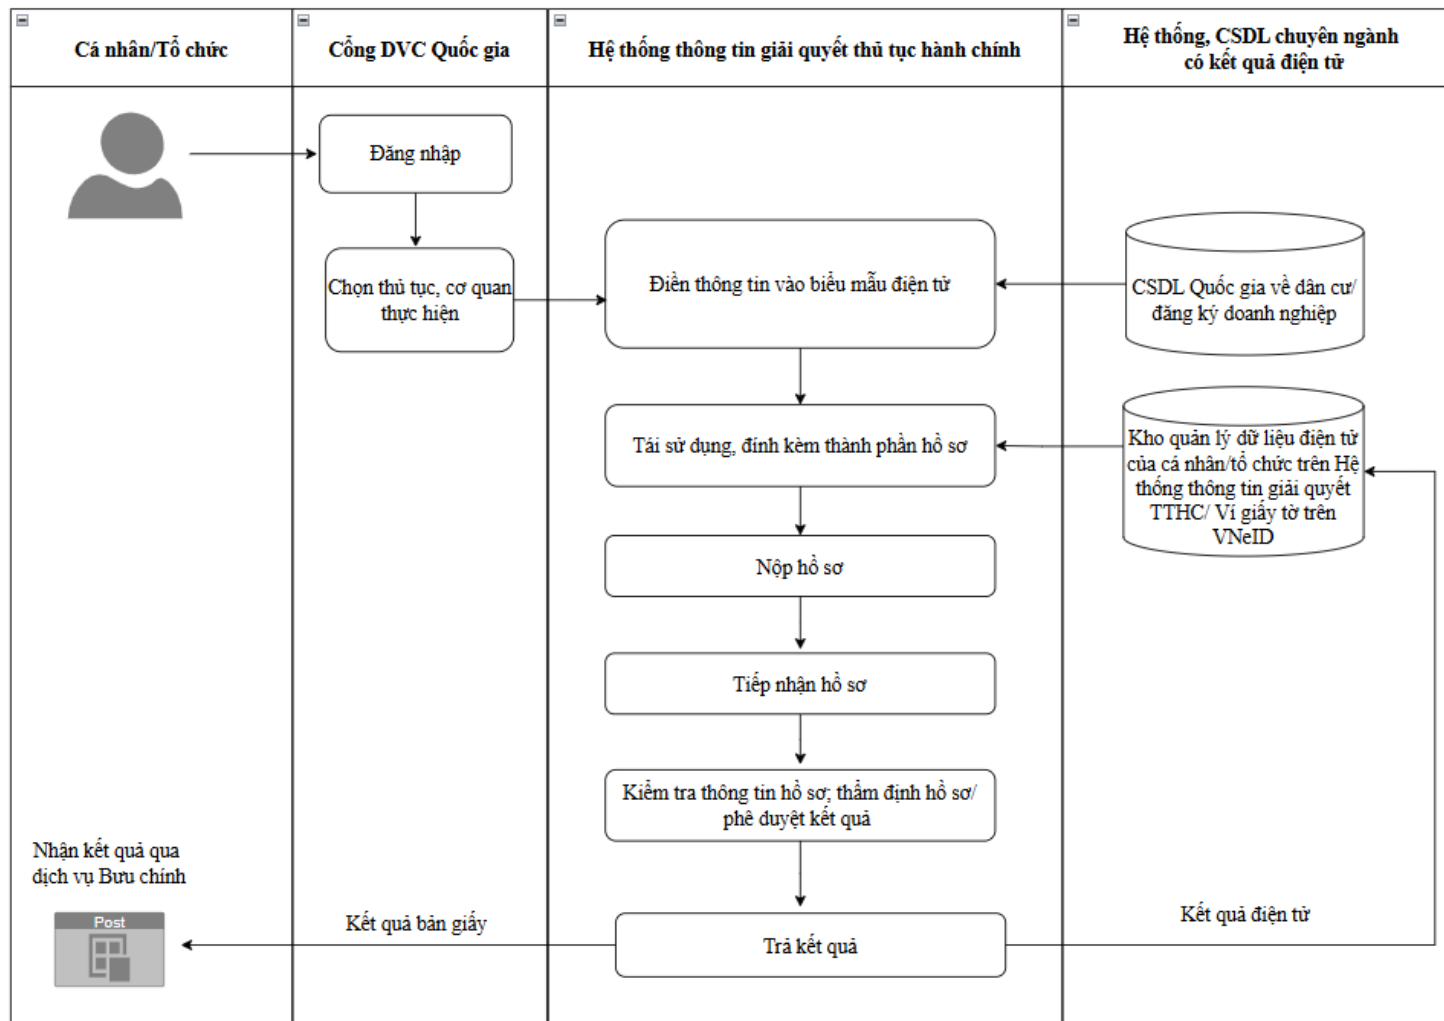 Cá nhân/Tổ chức
Cổng DVC Quốc gia
Hệ thống thông tin giải quyết thủ tục hành chính
Hệ thống, CSDL chuyên ngành
có kết quả điện tử
Đăng nhập
Chọn thủ tục, cơ quan
thực hiện
Điền thông tin vào biểu mẫu điện tử
CSDL Quốc gia về dân cư/
đăng ký doanh nghiệp
Tái sử dụng, đính kèm thành phần hồ sơ
Kho quản lý dữ liệu điện tử
của cá nhân/tổ chức trên Hệ
thống thông tin giải quyết
TTHC/ Ví giấy tờ trên
VNeID
Nộp hồ sơ
Tiếp nhận hồ sơ
Kiểm tra thông tin hồ sơ; thẩm định hồ sơ/
phê duyệt kết quả
Nhận kết quả qua
dịch vụ Bưu chính
Post
Kết quả bản giấy
Trả kết quả
Kết quả điện tử